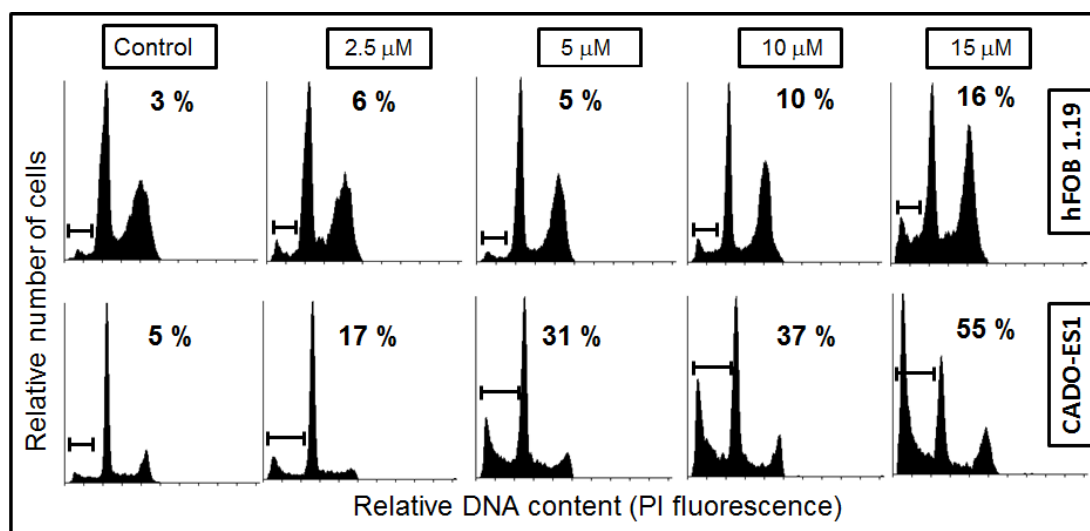 Control
2.5 µM
5 µM
10 µM
15 µM
3 %
6 %
5 %
10 %
16 %
hFOB 1.19
Relative number of cells
5 %
17 %
31 %
37 %
55 %
CADO-ES1
Relative DNA content (PI fluorescence)